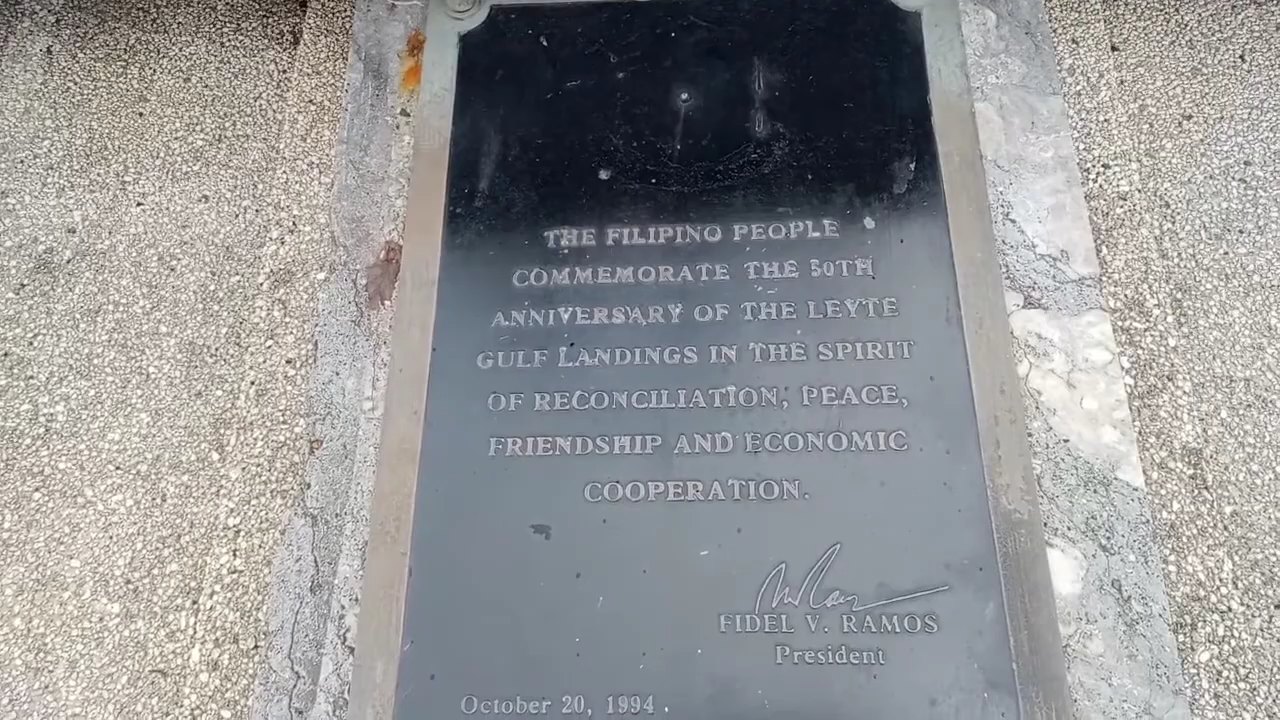 THE FILIPINO PEOPLE
COMMEMORATE THE 50TH
ANNIVERSARY OF THE LEYTE
GULF LANDINGS IN THE SPIRIT
OF RECONCILIATION, PEACE,
FRIENDSHIP AND ECONOMIC
COOPERATION.
FIDEL V. RAMOS
President
October 20, 1994